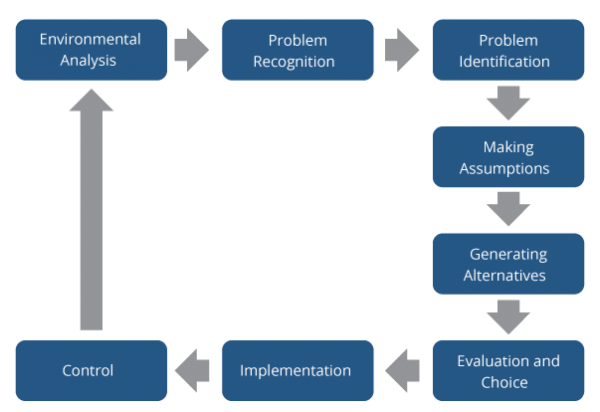 Environmental
Analysis
Problem
Recognition
Problem
Identification
Making
Assumptions
Generating
Alternatives
Evaluation and
Choice
Implementation
Control